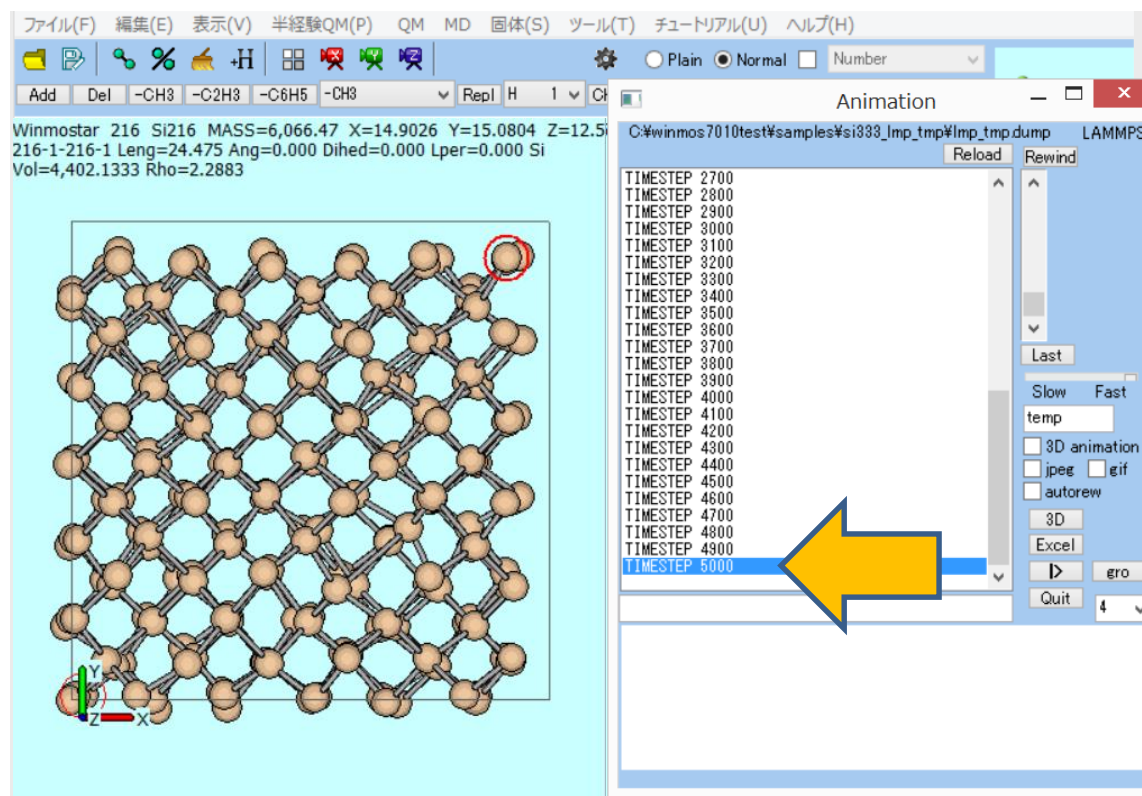 ファイル(F) 編集(E) 表示(V) 半経験QM(P) QM MD 固体(S) ツール(T) チュートリアル(U) ヘルプ(H)
+H Plain Normal Number
Add Del -CH3 -C2H3 -C6H5 -CH3 Repl H 1
Winmostar 216 Si216 MASS=6,066.47 X=14.9026 Y=15.0804
216-1-216-1 Leng=24.475 Ang=0.000 Dihed=0.000 Lper=0.000 Si
Vol=4,402.1333 Rho=2.2883
Y
Z X
Animation
C:¥winmos7010test¥samples¥si333_lmp_tmp¥lmp_tmp.dump LAMMPS
Reload Rewind
TIMESTEP 2700
TIMESTEP 2800
TIMESTEP 2900
TIMESTEP 3000
TIMESTEP 3100
TIMESTEP 3200
TIMESTEP 3300
TIMESTEP 3400
TIMESTEP 3500
TIMESTEP 3600
TIMESTEP 3700
TIMESTEP 3800
TIMESTEP 3900
TIMESTEP 4000
TIMESTEP 4100
TIMESTEP 4200
TIMESTEP 4300
TIMESTEP 4400
TIMESTEP 4500
TIMESTEP 4600
TIMESTEP 4700
TIMESTEP 4800
TIMESTEP 4900
TIMESTEP 5000
Last
Slow Fast
temp
3D animation
jpeg gif
autorew
3D
Excel
|> gro
Quit 4